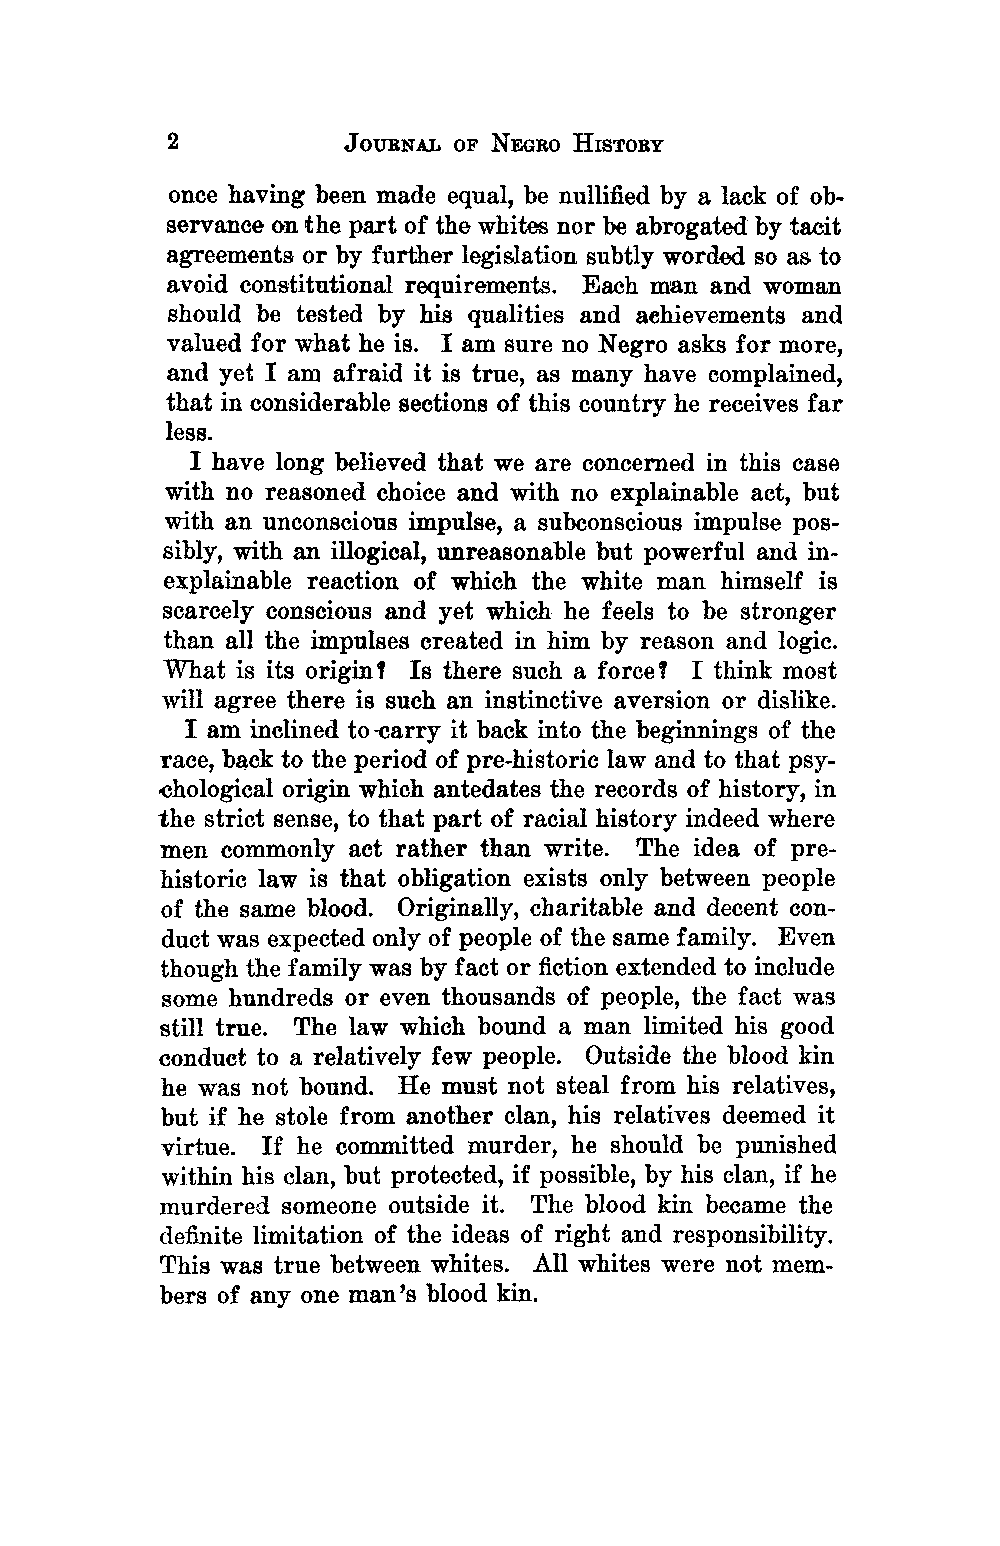 2 JOURNAL OF NEGRO HISTORY
once having been made equal, be nullified by a lack of ob-
servance on the part of the whites nor be abrogated by tacit
agreements or by further legislation subtly worded so as to
avoid constitutional requirements. Each man and woman
should be tested by his qualities and achievements and
valued for what he is. I am sure no Negro asks for more,
and yet I am afraid it is true, as many have complained,
that in considerable sections of this country he receives far
less.
I have long believed that we are concerned in this case
with no reasoned choice and with no explainable act, but
with an unconscious impulse, a subconscious impulse pos-
sibly, with an illogical, unreasonable but powerful and in-
explainable reaction of which the white man himself is
scarcely conscious and yet which he feels to be stronger
than all the impulses created in him by reason and logic.
What is its origin? Is there such a force? I think most
will agree there is such an instinctive aversion or dislike.
I am inclined to carry it back into the beginnings of the
race, back to the period of pre-historic law and to that psy-
chological origin which antedates the records of history, in
the strict sense, to that part of racial history indeed where
men commonly act rather than write. The idea of pre-
historic law is that obligation exists only between people
of the same blood. Originally, charitable and decent con-
duct was expected only of people of the same family. Even
though the family was by fact or fiction extended to include
some hundreds or even thousands of people, the fact was
still true. The law which bound a man limited his good
conduct to a relatively few people. Outside the blood kin
he was not bound. He must not steal from his relatives,
but if he stole from another clan, his relatives deemed it
virtue. If he committed murder, he should be punished
within his clan, but protected, if possible, by his clan, if he
murdered someone outside it. The blood kin became the
definite limitation of the ideas of right and responsibility.
This was true between whites. All whites were not mem-
bers of any one man's blood kin.